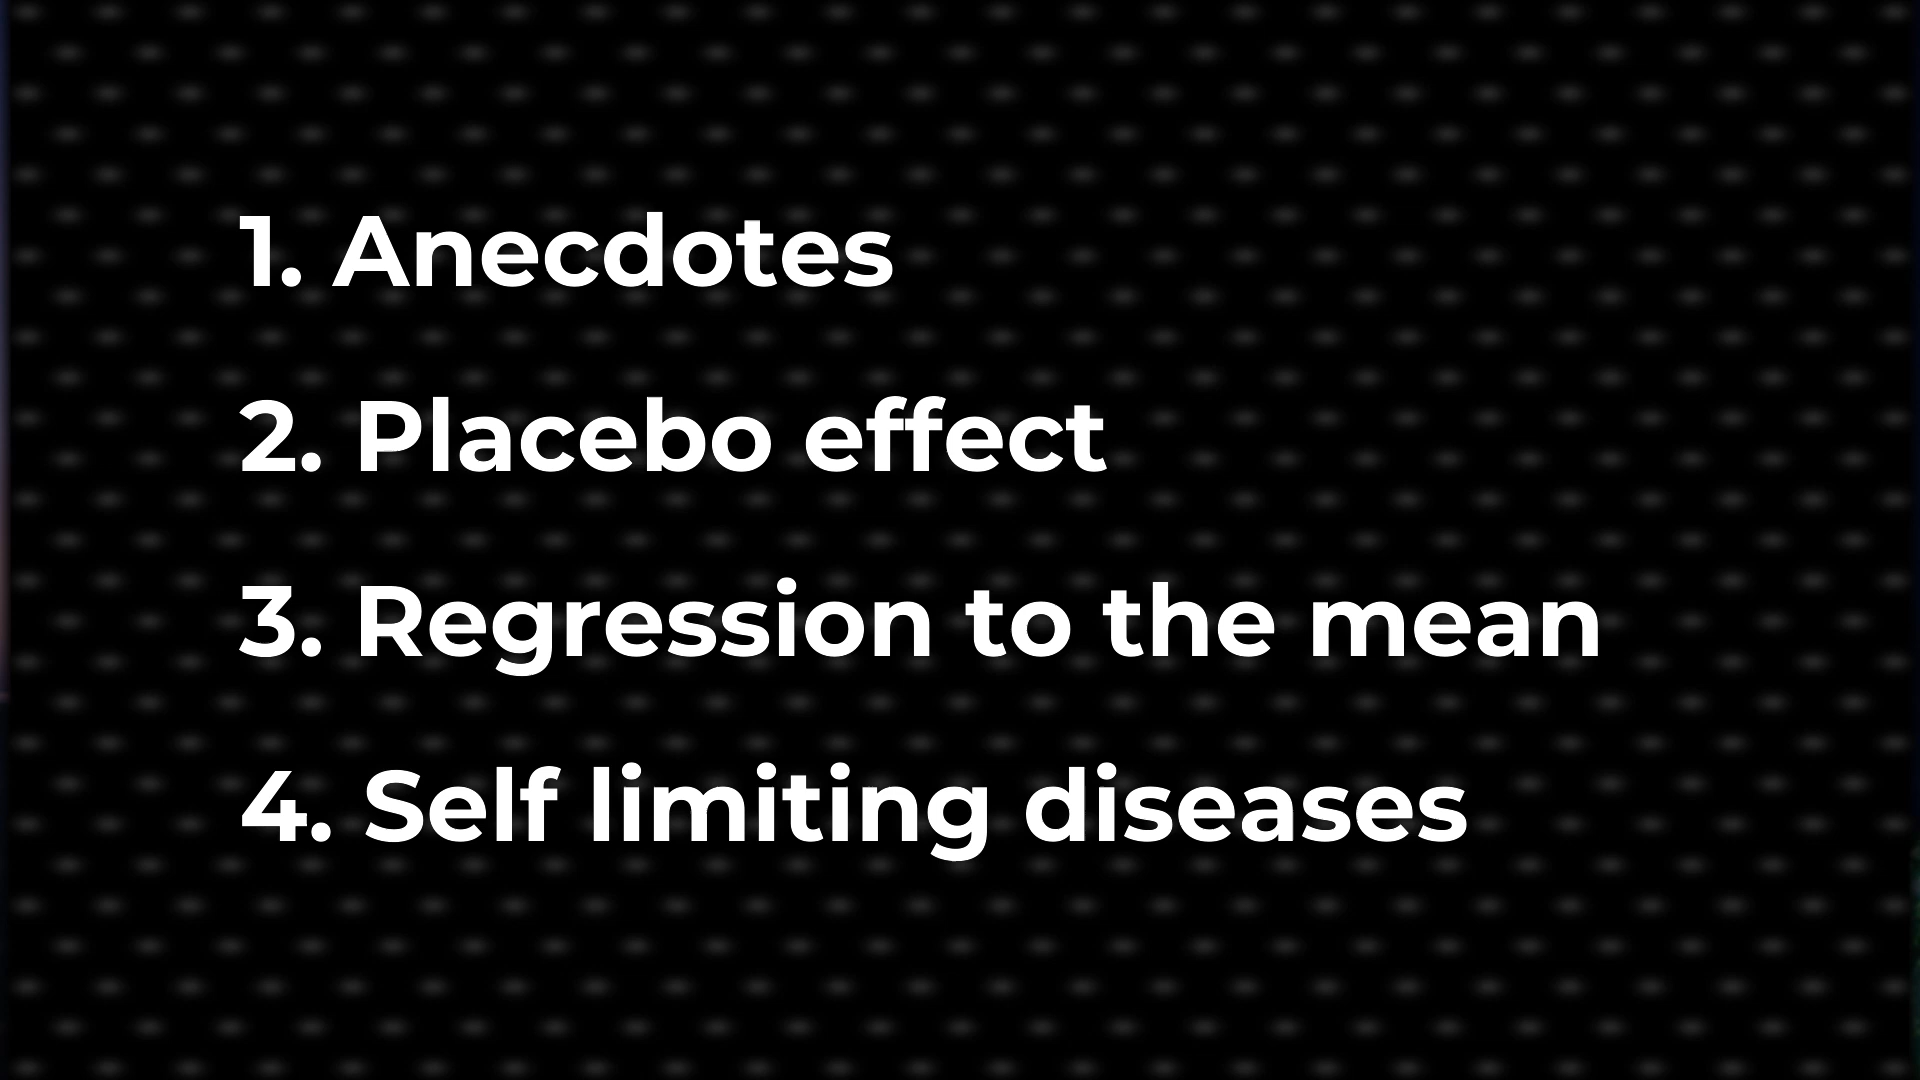 1. Anecdotes
2. Placebo effect
3. Regression to the mean
4. Self limiting diseases